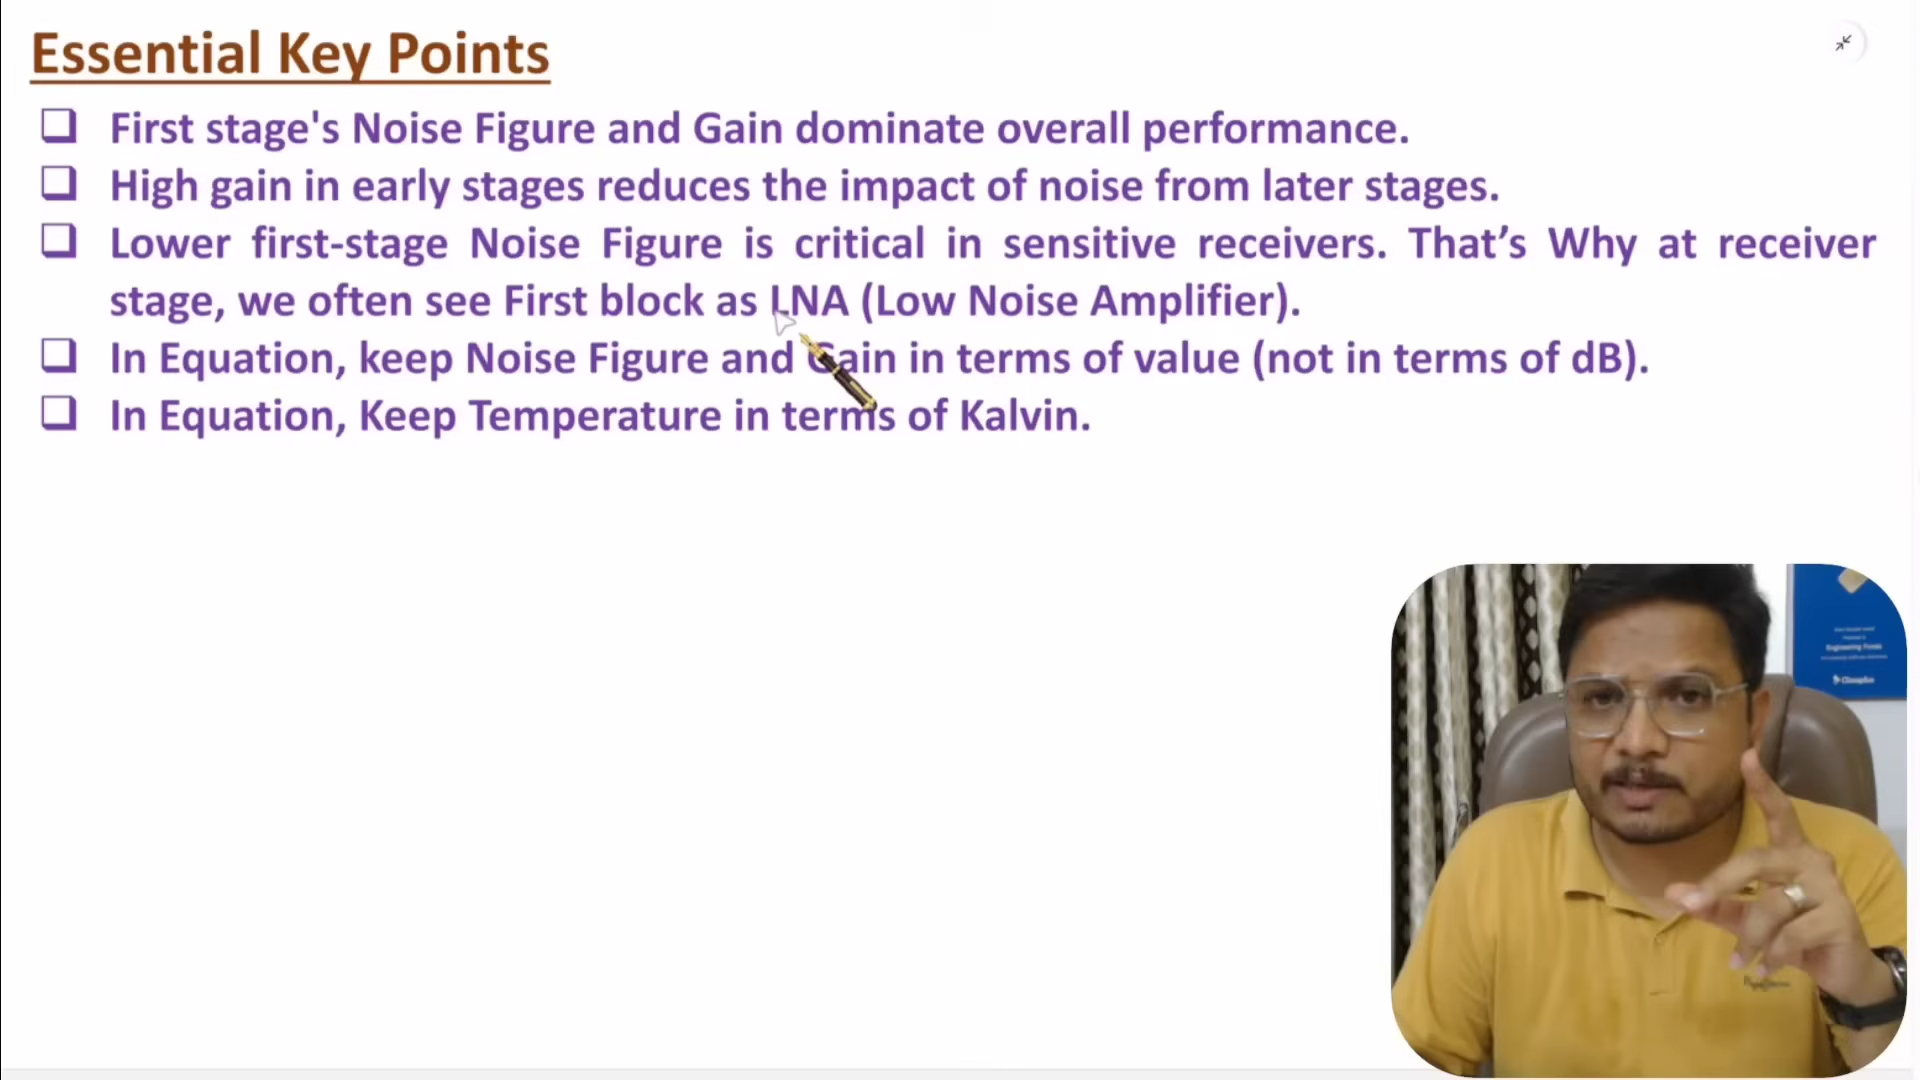 Essential Key Points
First stage's Noise Figure and Gain dominate overall performance.
High gain in early stages reduces the impact of noise from later stages.
Lower first-stage Noise Figure is critical in sensitive receivers. That’s Why at receiver
stage, we often see First block as LNA (Low Noise Amplifier).
In Equation, keep Noise Figure and Gain in terms of value (not in terms of dB).
In Equation, Keep Temperature in terms of Kalvin.
Engineering Funda
Classplus